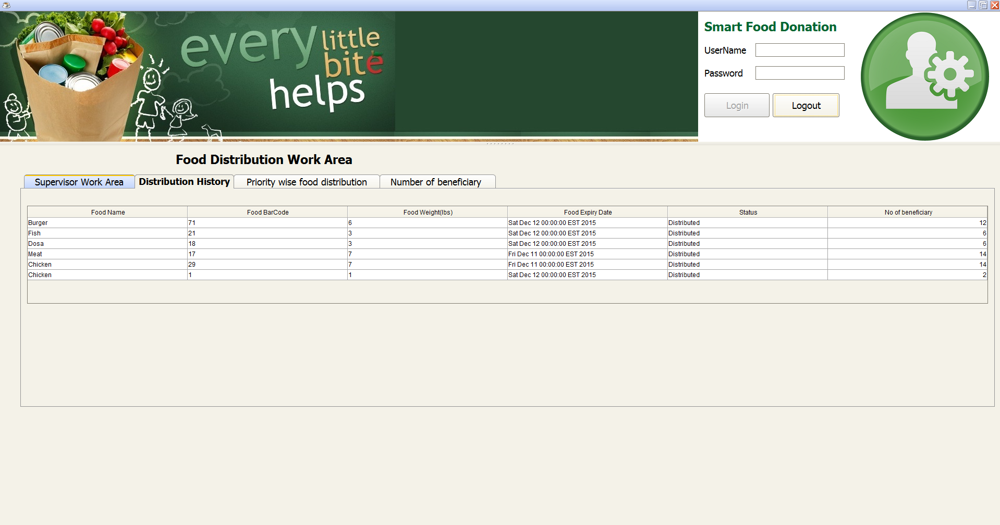 every little
bite
helps
Smart Food Donation
UserName
Password
Login Logout
Food Distribution Work Area
Supervisor Work Area Distribution History Priority wise food distribution Number of beneficiary
Food Name Food BarCode Food Weight(lbs) Food Expiry Date Status No of beneficiary
Burger 71 6 Sat Dec 12 00:00:00 EST 2015 Distributed 12
Fish 21 3 Sat Dec 12 00:00:00 EST 2015 Distributed 6
Dosa 18 3 Sat Dec 12 00:00:00 EST 2015 Distributed 6
Meat 17 7 Fri Dec 11 00:00:00 EST 2015 Distributed 14
Chicken 29 7 Fri Dec 11 00:00:00 EST 2015 Distributed 14
Chicken 1 1 Sat Dec 12 00:00:00 EST 2015 Distributed 2